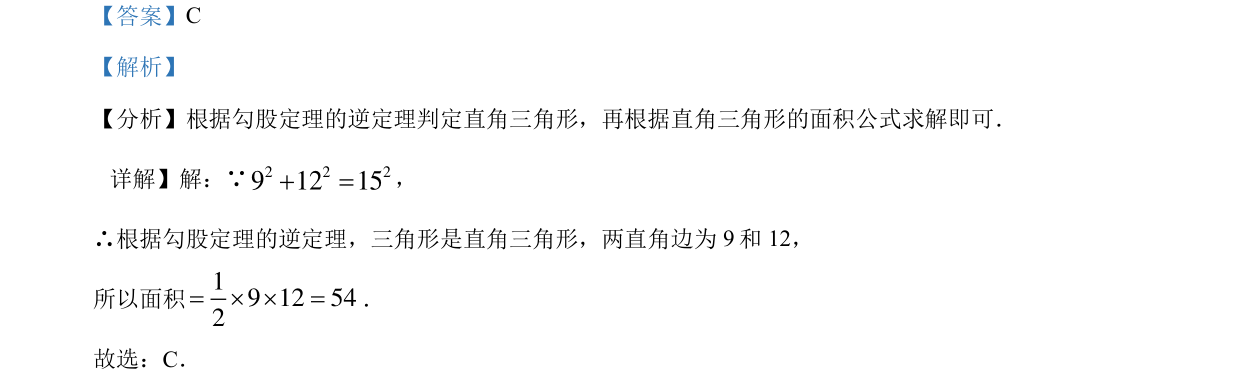 【答案】C
【解析】
【分析】根据勾股定理的逆定理判定直角三角形，再根据直角三角形的面积公式求解即可．
详解】解：∵9²+12²=15²，
∴根据勾股定理的逆定理，三角形是直角三角形，两直角边为 9 和 12，
所以面积=1/2×9×12=54．
故选：C．